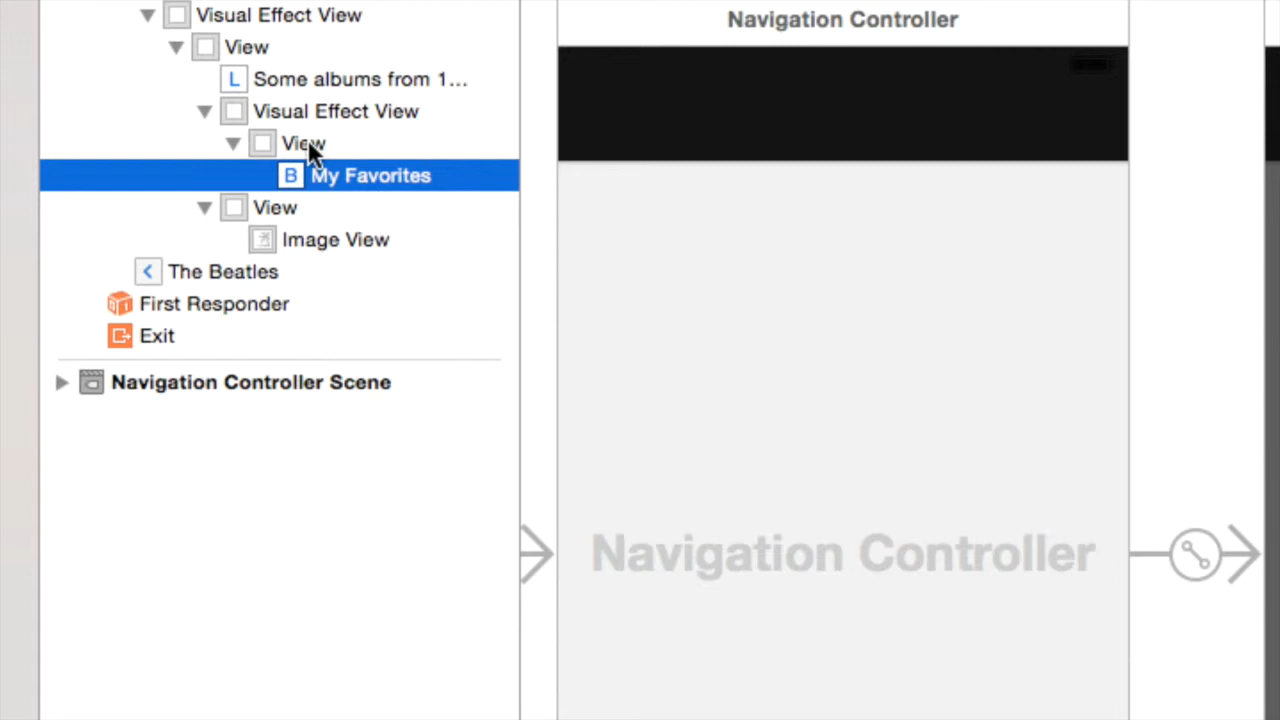 Visual Effect View
View
L Some albums from 1...
Visual Effect View
View
B My Favorites
View
Image View
The Beatles
First Responder
Exit
Navigation Controller Scene
Navigation Controller
Navigation Controller